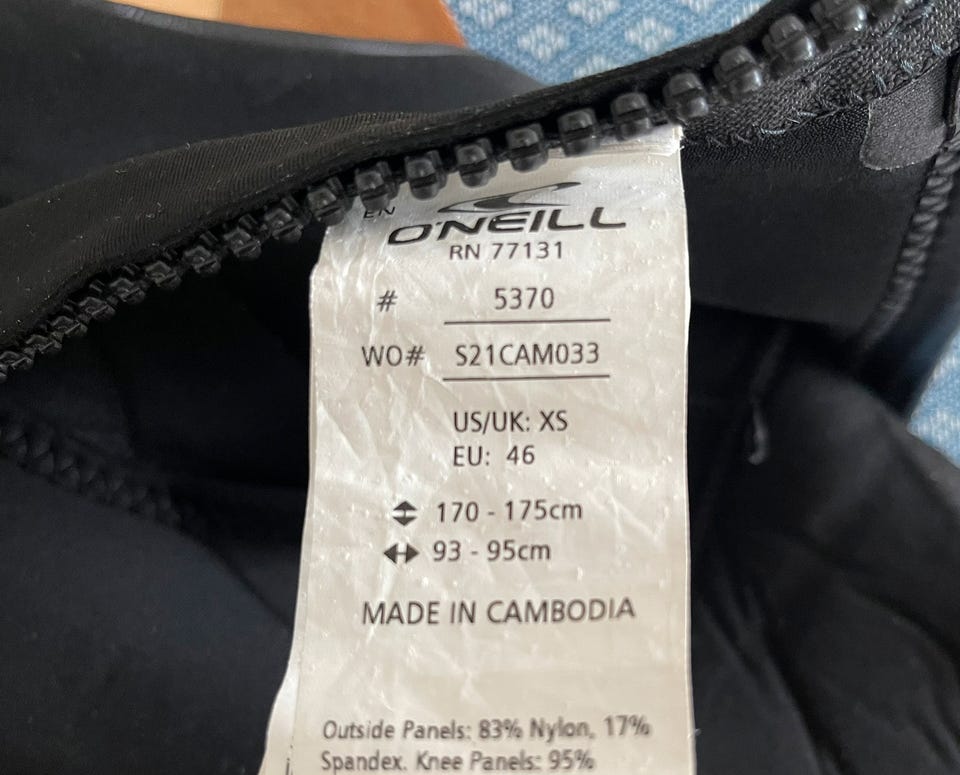 EN
O'NEILL
RN 77131
# 5370
WO# S21CAM033
US/UK: XS
EU: 46
170 - 175cm
93 - 95cm
MADE IN CAMBODIA
Outside Panels: 83% Nylon, 17%
Spandex. Knee Panels: 95%